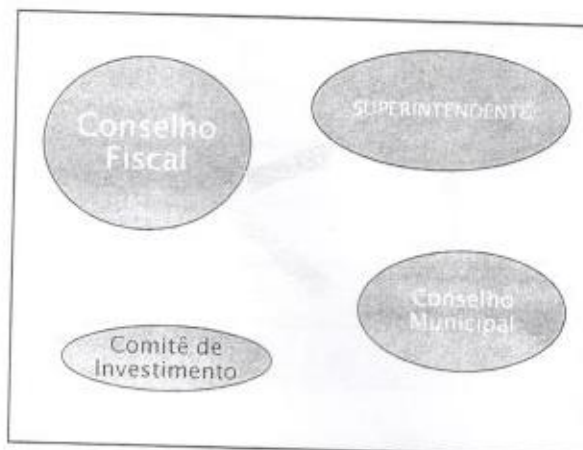 Conselho
Fiscal
SUPERINTENDENTE
Conselho
Municipal
Comitê de
Investimento